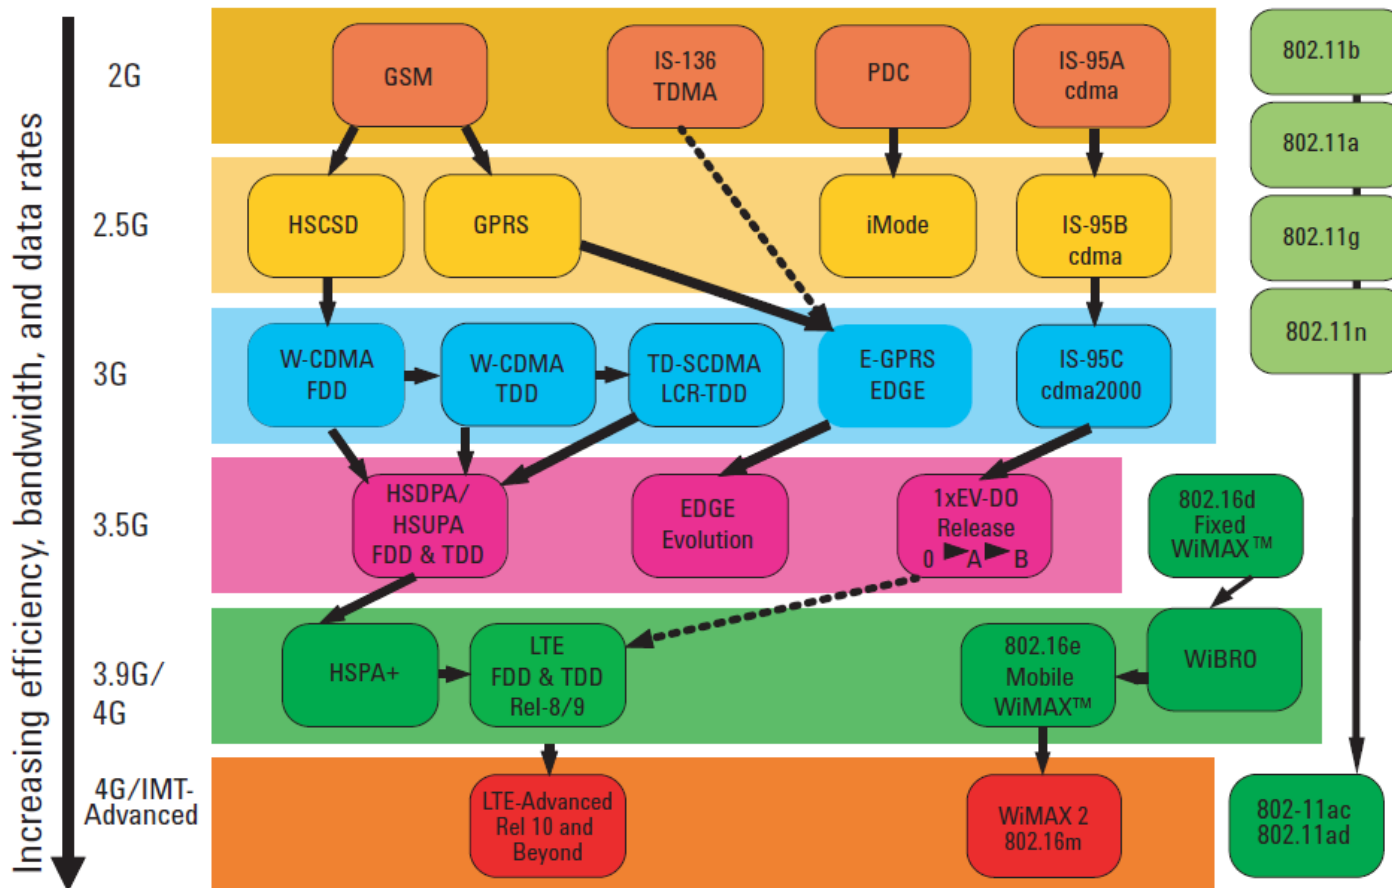 Increasing efficiency, bandwidth, and data rates
2G
GSM
IS-136
TDMA
PDC
IS-95A
cdma
802.11b
802.11a
2.5G
HSCSD
GPRS
iMode
IS-95B
cdma
802.11g
802.11n
3G
W-CDMA
FDD
W-CDMA
TDD
TD-SCDMA
LCR-TDD
E-GPRS
EDGE
IS-95C
cdma2000
3.5G
HSDPA/
HSUPA
FDD & TDD
EDGE
Evolution
1xEV-DO
Release
0 ► A ► B
802.16d
Fixed
WiMAX™
3.9G/
4G
HSPA+
LTE
FDD & TDD
Rel-8/9
802.16e
Mobile
WiMAX™
WiBRO
4G/IMT-
Advanced
LTE-Advanced
Rel 10 and
Beyond
WiMAX 2
802.16m
802-11ac
802.11ad